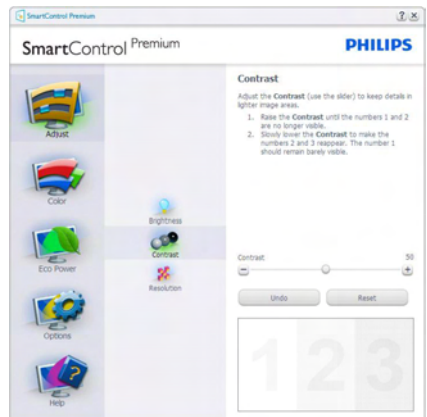 SmartControl Premium
? X
SmartControl Premium
PHILIPS
Adjust
Color
Eco Power
Options
Help
Brightness
Contrast
Resolution
Contrast
Adjust the Contrast (use the slider) to keep details in
lighter image areas.
1. Raise the Contrast until the numbers 1 and 2
are no longer visible.
2. Slowly lower the Contrast to make the
numbers 2 and 3 reappear. The number 1
should remain barely visible.
Contrast 50
Undo Reset
1 2 3